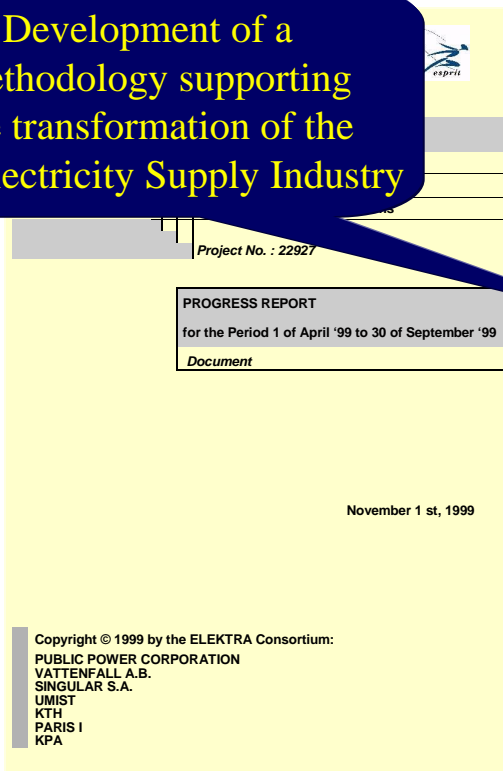 Development of a
supporting
transformation of the
Supply Industry
esprit
Project No. : 22927
PROGRESS REPORT
for the Period 1 of April ‘99 to 30 of September ‘99
Document
November 1 st, 1999
Copyright © 1999 by the ELEKTRA Consortium:
PUBLIC POWER CORPORATION
VATTENFALL A.B.
SINGULAR S.A.
UMIST
KTH
PARIS I
KPA